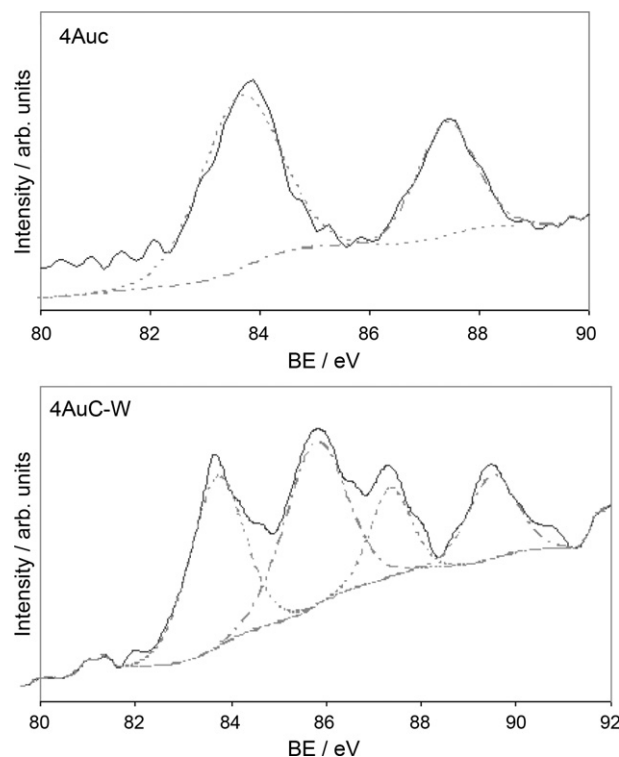 4Auc
Intensity / arb. units
80 82 84 86 88 90
BE / eV
4AuC-W
Intensity / arb. units
80 82 84 86 88 90 92
BE / eV